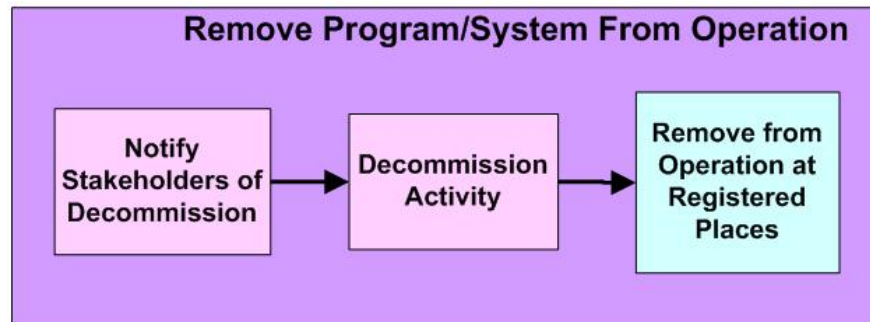 Remove Program/System From Operation
Notify
Stakeholders of
Decommission
Decommission
Activity
Remove from
Operation at
Registered
Places